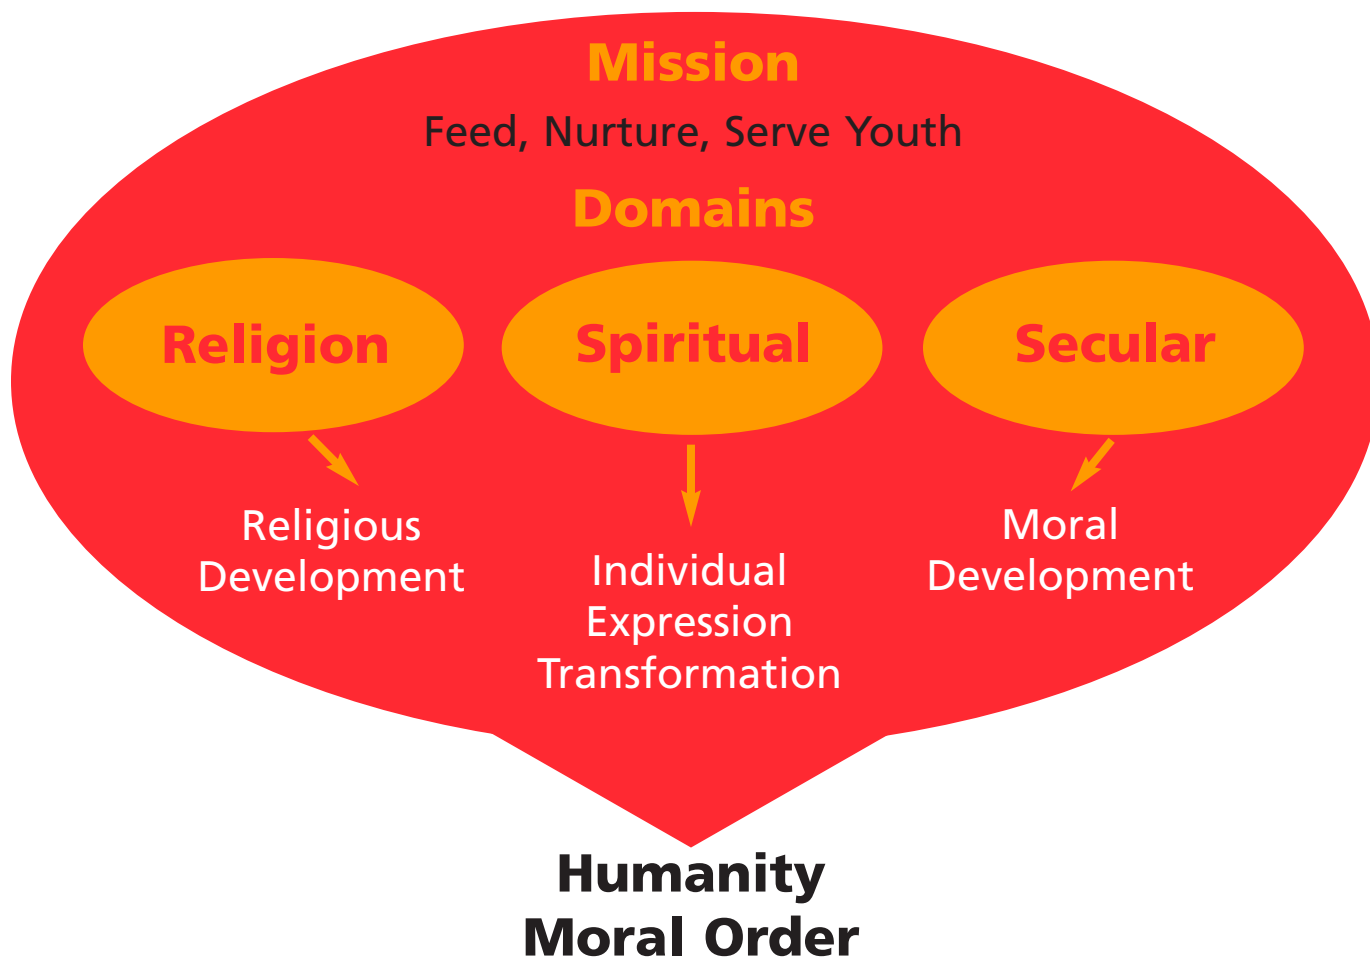 Mission
Feed, Nurture, Serve Youth
Domains
Religion
Spiritual
Secular
Religious
Development
Individual
Expression
Transformation
Moral
Development
Humanity
Moral Order